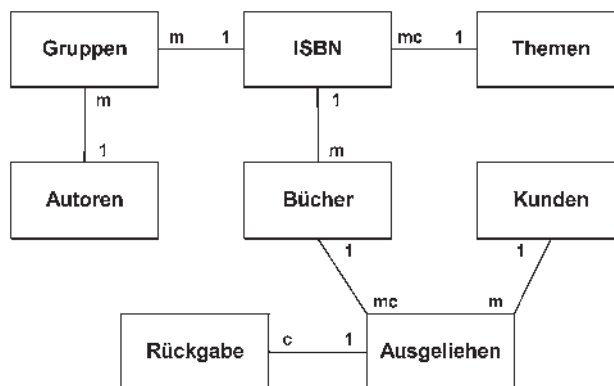 Gruppen m 1 ISBN mc 1 Themen
m 1
1 m
Autoren Bücher Kunden
1 1
mc m
Rückgabe c 1 Ausgeliehen